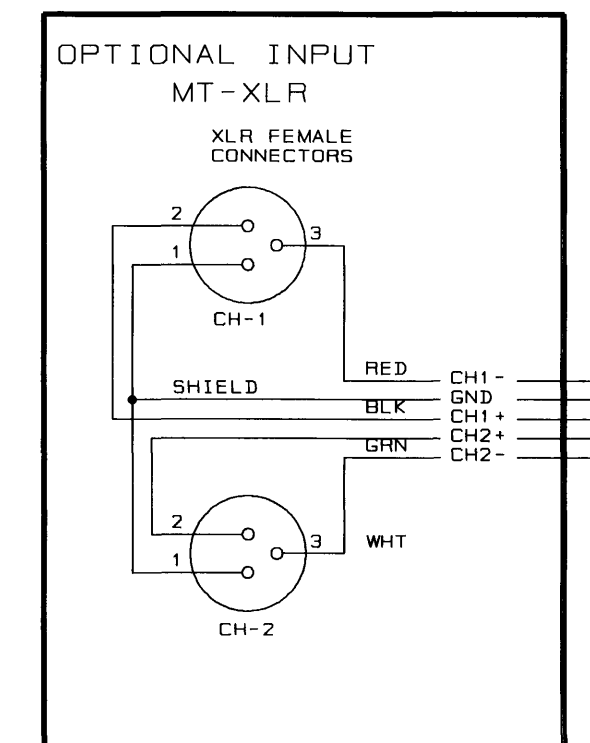 OPTIONAL INPUT
MT-XLR
XLR FEMALE
CONNECTORS
2
3
1
CH-1
RED
CH1-
SHIELD
GND
BLK
CH1+
CH2+
GRN
CH2-
2
3
WHT
1
CH-2